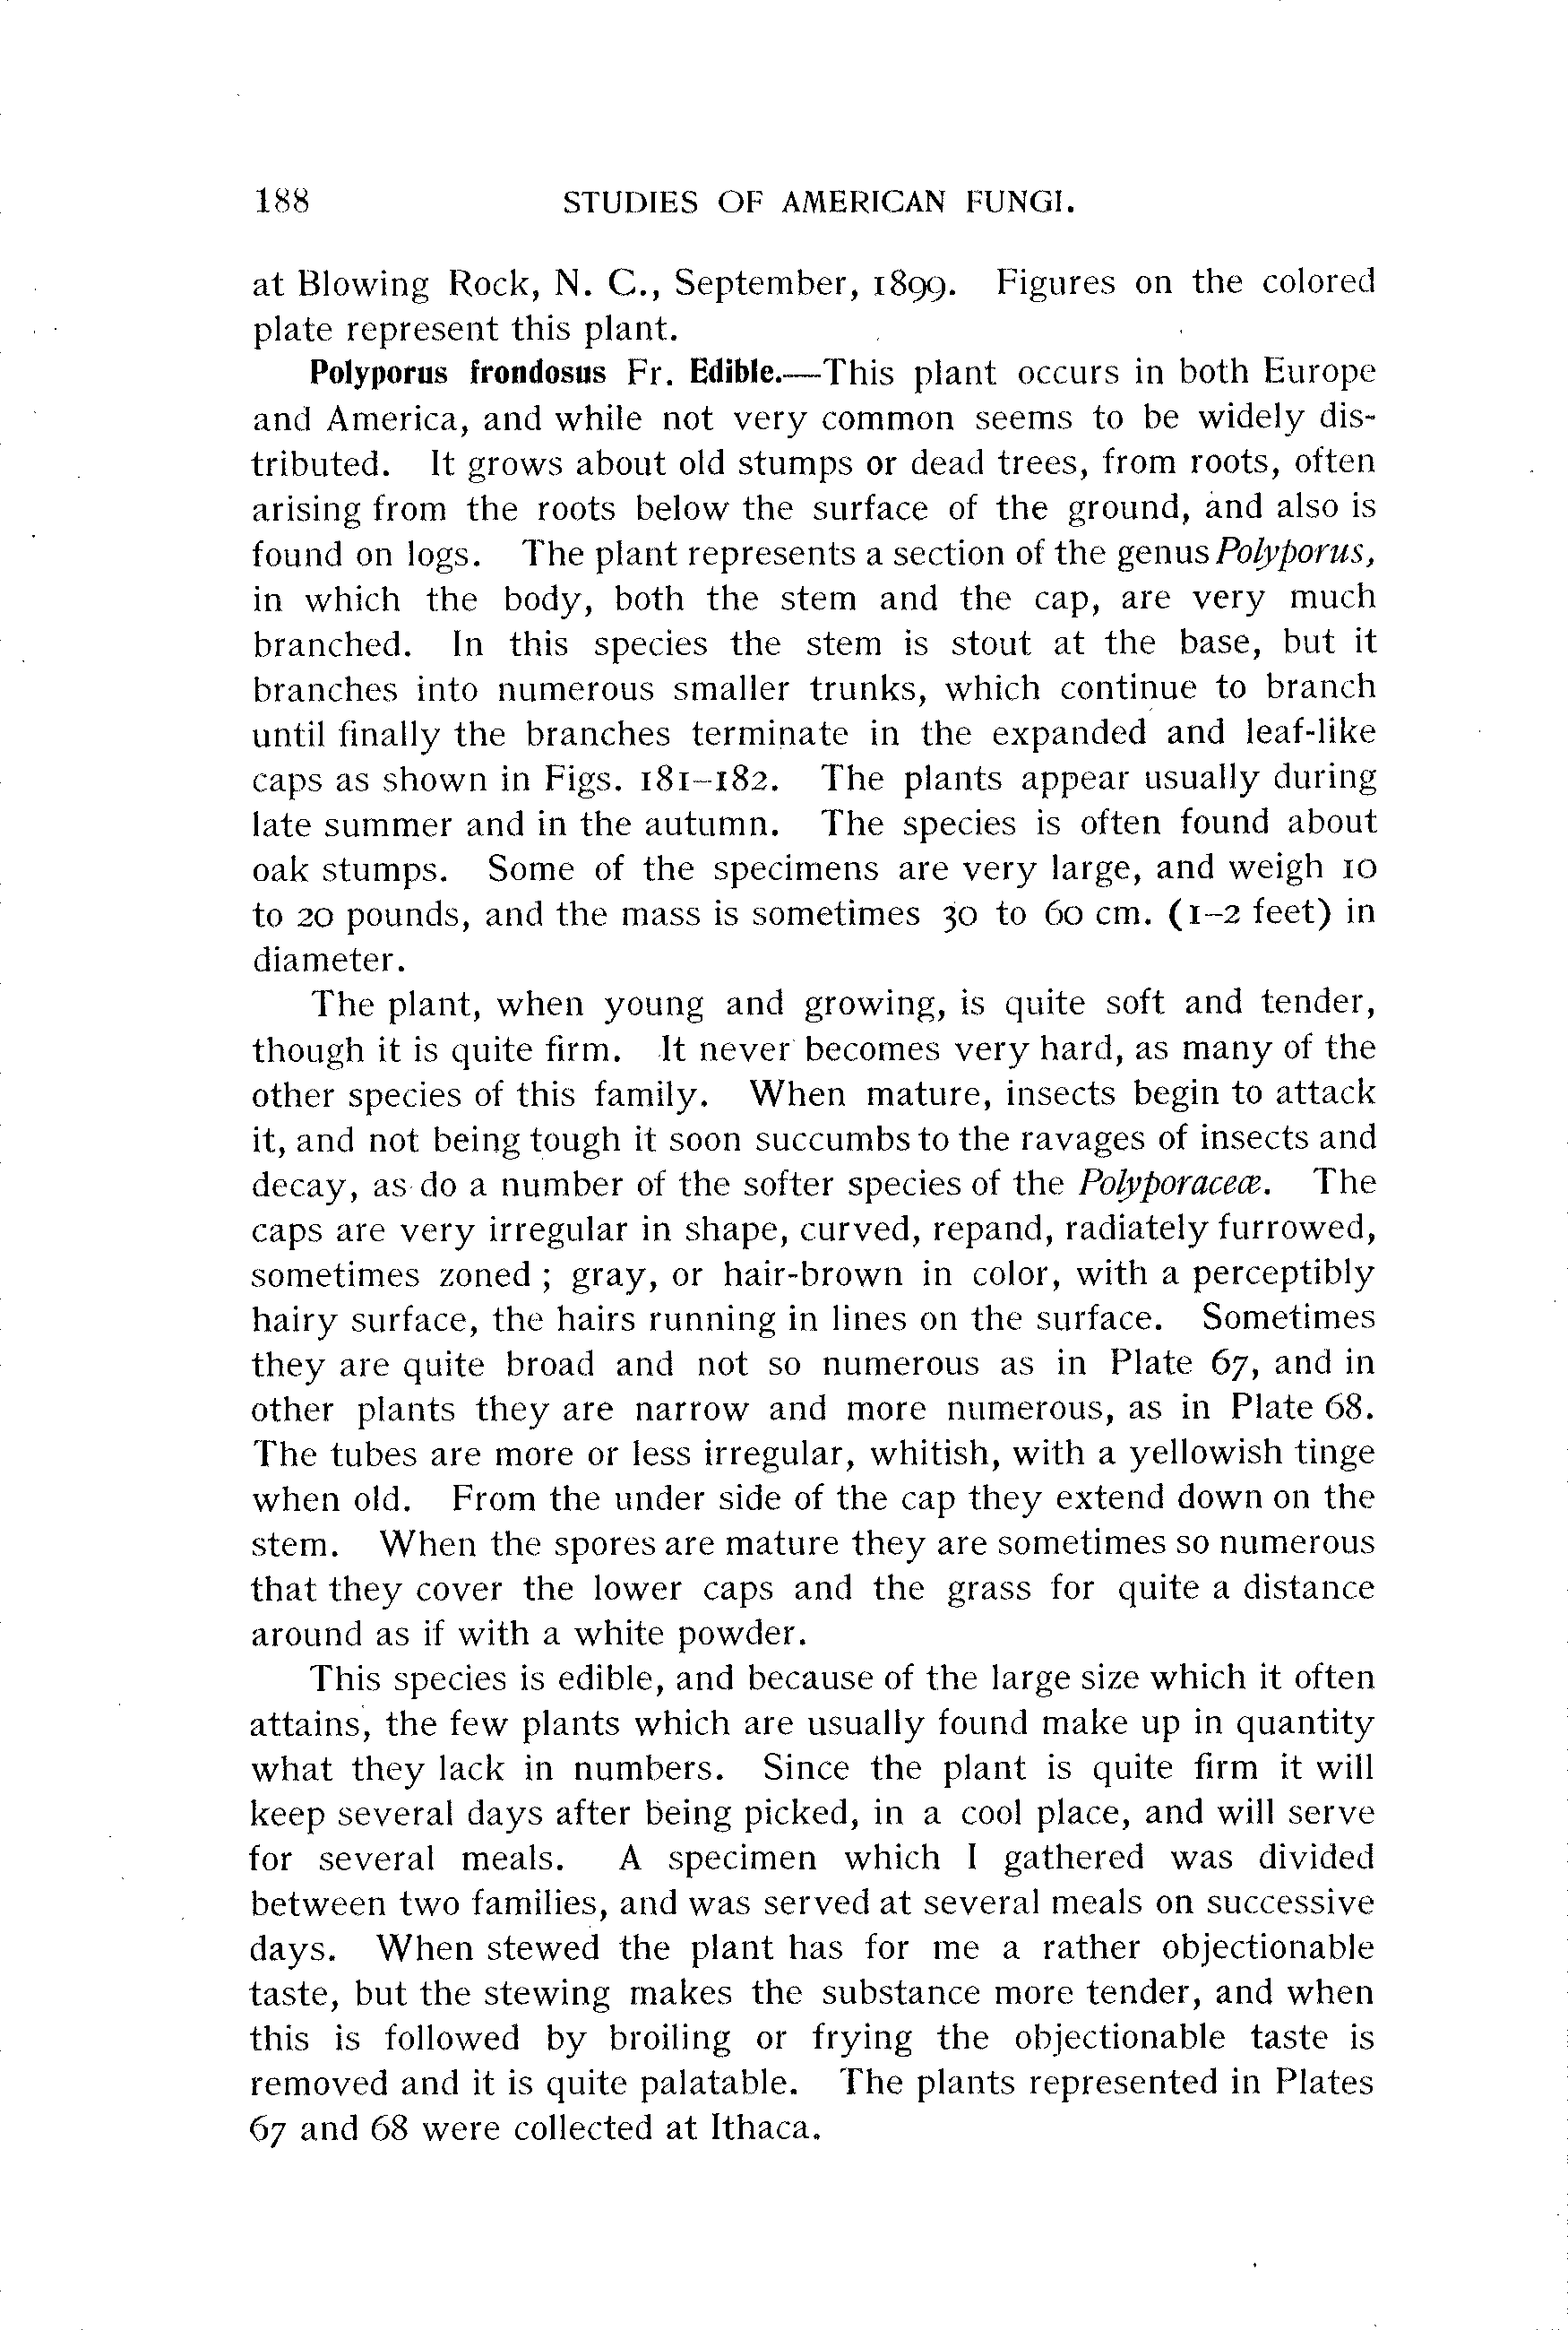 188 STUDIES OF AMERICAN FUNGI.
at Blowing Rock, N. C., September, 1899. Figures on the colored
plate represent this plant.
Polyporus frondosus Fr. Edible.—This plant occurs in both Europe
and America, and while not very common seems to be widely dis-
tributed. It grows about old stumps or dead trees, from roots, often
arising from the roots below the surface of the ground, and also is
found on logs. The plant represents a section of the genus Polyporus,
in which the body, both the stem and the cap, are very much
branched. In this species the stem is stout at the base, but it
branches into numerous smaller trunks, which continue to branch
until finally the branches terminate in the expanded and leaf-like
caps as shown in Figs. 181–182. The plants appear usually during
late summer and in the autumn. The species is often found about
oak stumps. Some of the specimens are very large, and weigh 10
to 20 pounds, and the mass is sometimes 30 to 60 cm. (1–2 feet) in
diameter.
The plant, when young and growing, is quite soft and tender,
though it is quite firm. It never becomes very hard, as many of the
other species of this family. When mature, insects begin to attack
it, and not being tough it soon succumbs to the ravages of insects and
decay, as do a number of the softer species of the Polyporaceæ. The
caps are very irregular in shape, curved, repand, radiately furrowed,
sometimes zoned ; gray, or hair-brown in color, with a perceptibly
hairy surface, the hairs running in lines on the surface. Sometimes
they are quite broad and not so numerous as in Plate 67, and in
other plants they are narrow and more numerous, as in Plate 68.
The tubes are more or less irregular, whitish, with a yellowish tinge
when old. From the under side of the cap they extend down on the
stem. When the spores are mature they are sometimes so numerous
that they cover the lower caps and the grass for quite a distance
around as if with a white powder.
This species is edible, and because of the large size which it often
attains, the few plants which are usually found make up in quantity
what they lack in numbers. Since the plant is quite firm it will
keep several days after being picked, in a cool place, and will serve
for several meals. A specimen which I gathered was divided
between two families, and was served at several meals on successive
days. When stewed the plant has for me a rather objectionable
taste, but the stewing makes the substance more tender, and when
this is followed by broiling or frying the objectionable taste is
removed and it is quite palatable. The plants represented in Plates
67 and 68 were collected at Ithaca.